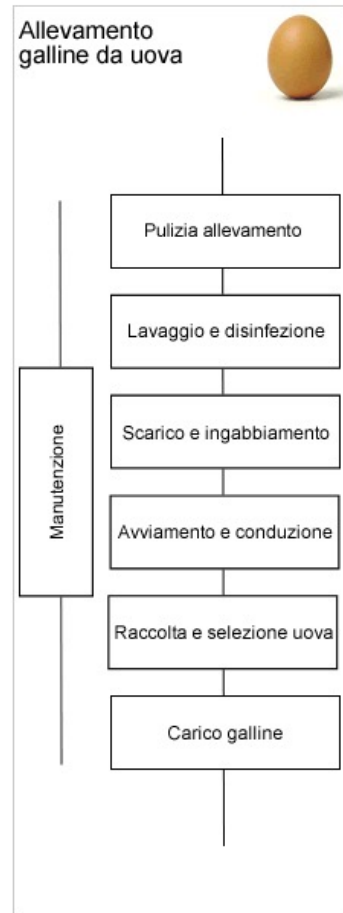 Allevamento
galline da uova
Pulizia allevamento
Lavaggio e disinfezione
Scarico e ingabbiamento
Manutenzione
Avviamento e conduzione
Raccolta e selezione uova
Carico galline